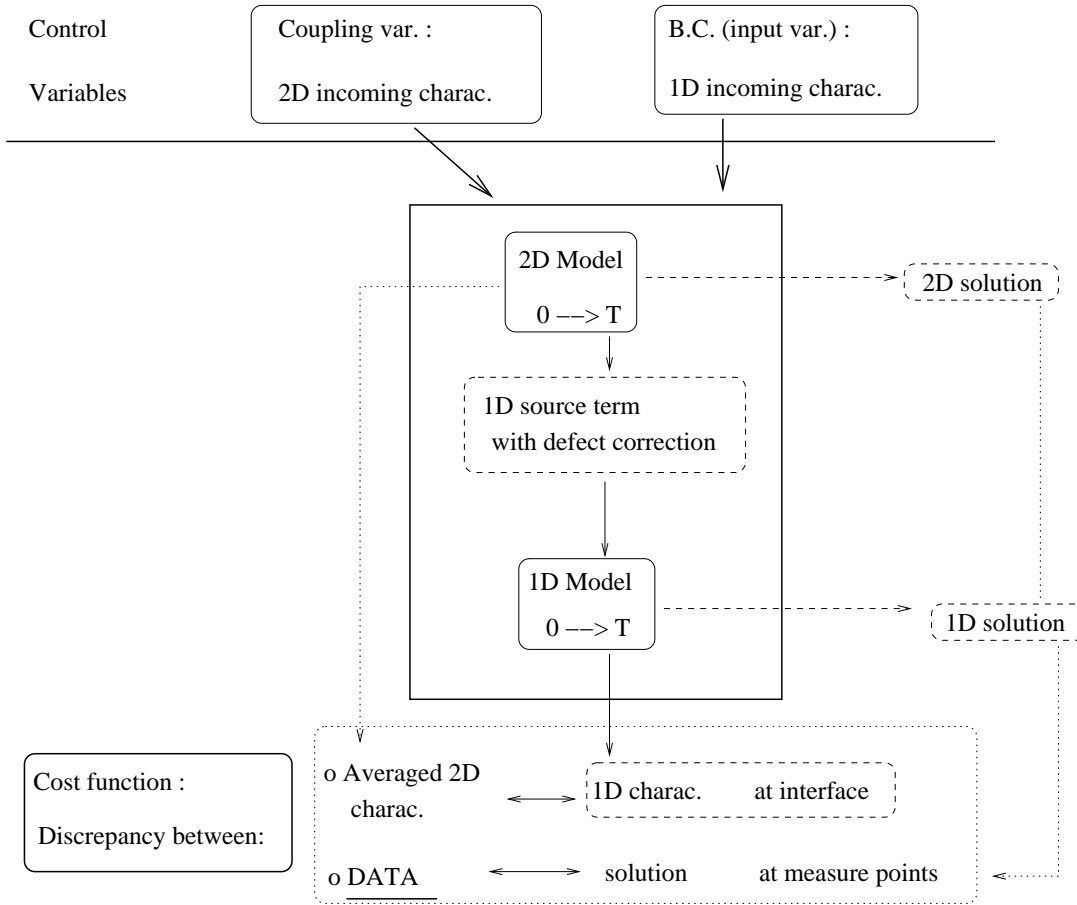 Control
Variables
Coupling var. :
2D incoming charac.
B.C. (input var.) :
1D incoming charac.
2D Model
0 −−> T
2D solution
1D source term
with defect correction
1D Model
0 −−> T
1D solution
Cost function :
Discrepancy between:
o Averaged 2D
charac.
1D charac. at interface
o DATA
solution at measure points